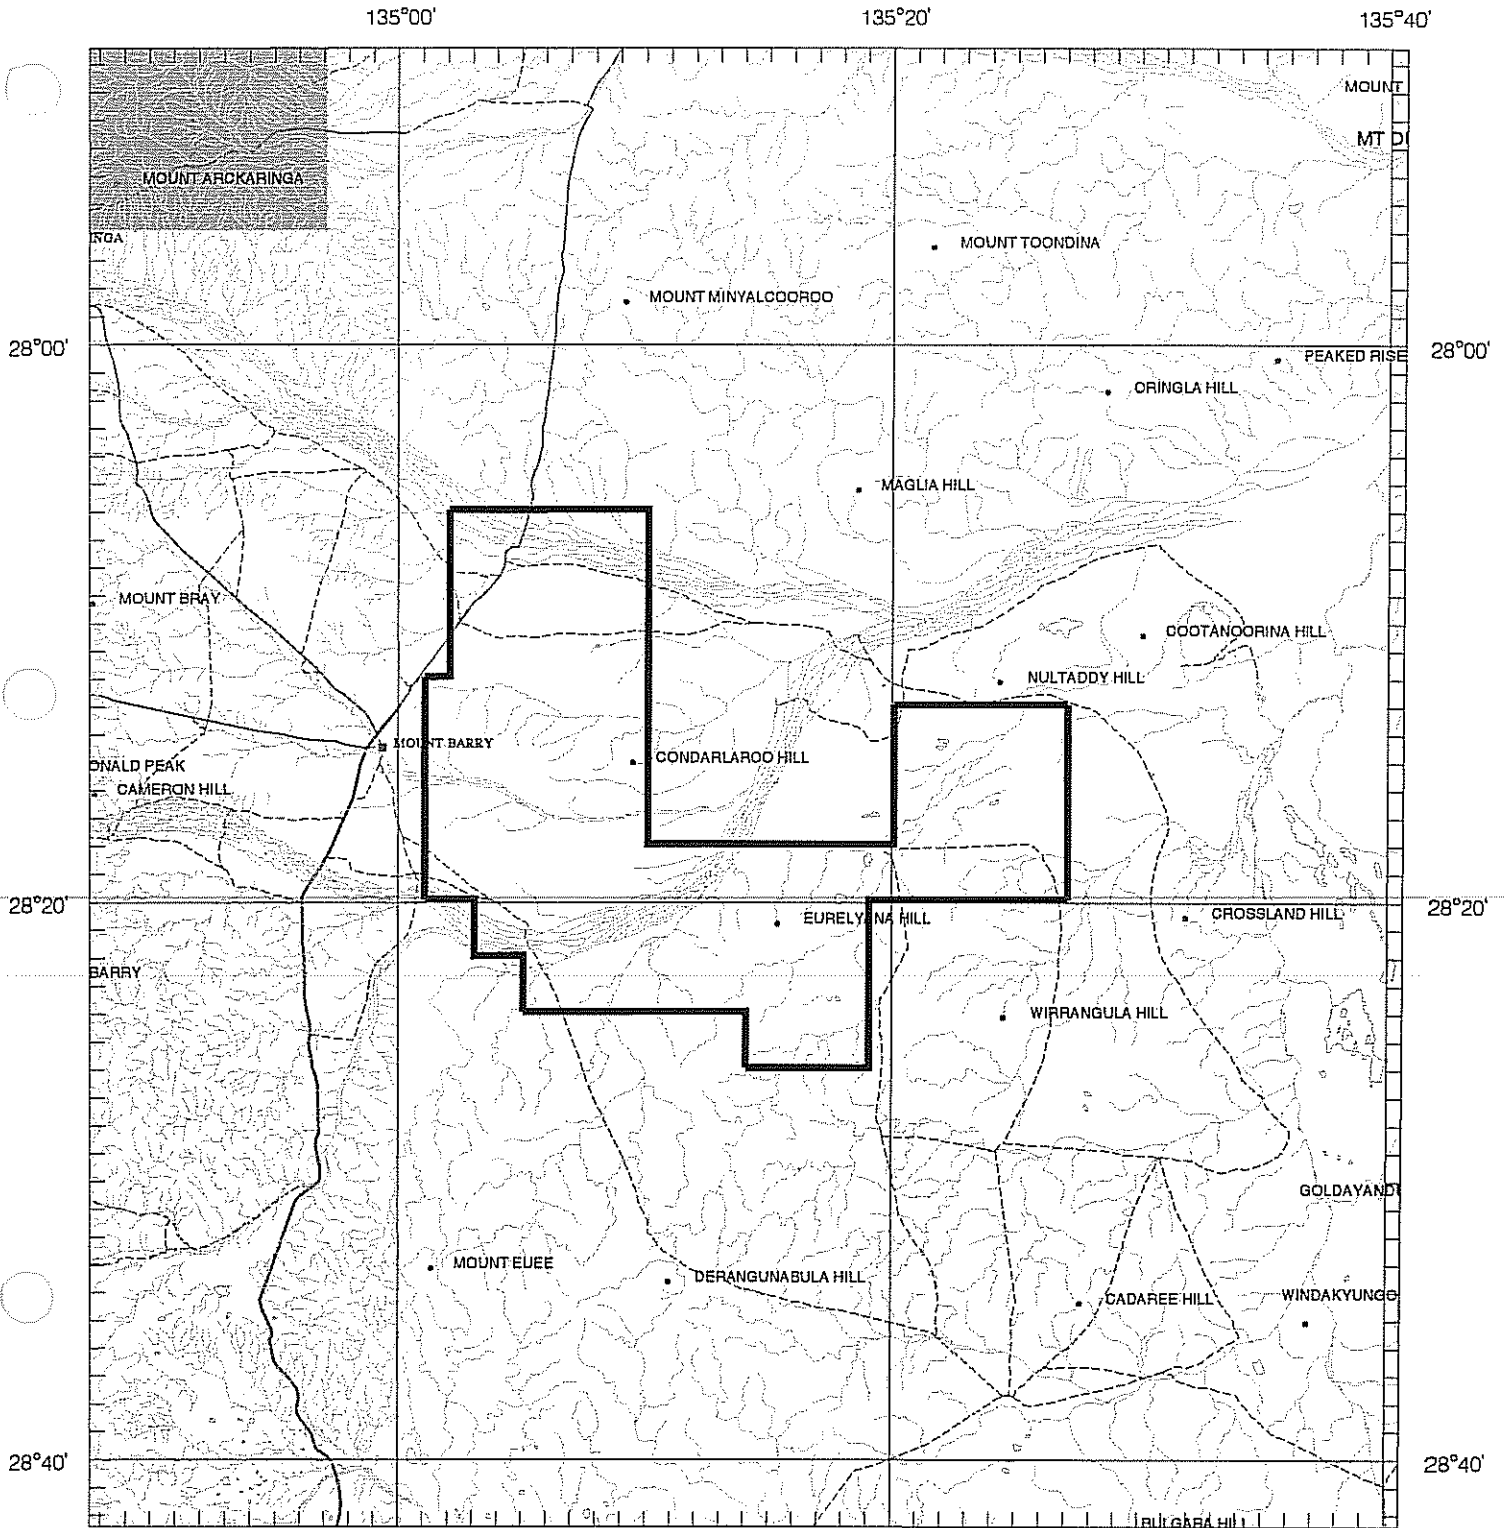 135°00'
135°20'
135°40'
MOUNT
MT DI
MOUNT ARCKARINGA
NGA
MOUNT TOONDINA
MOUNT MINYALCOOROO
28°00'
28°00'
PEAKED RISE
ORINGLA HILL
MAGLIA HILL
MOUNT BRAY
COOTANOORINA HILL
NULTADDY HILL
MOUNT BARRY
CONDARLAROO HILL
ONALD PEAK
CAMERON HILL
28°20'
28°20'
EURELYANA HILL
CROSSLAND HILL
BARRY
WIRRANGULA HILL
GOLDAYAND
MOUNT EUEE
DERANGUNABULA HILL
CADAREE HILL
WINDAKYUNGO
28°40'
28°40'
BULGARA HILL